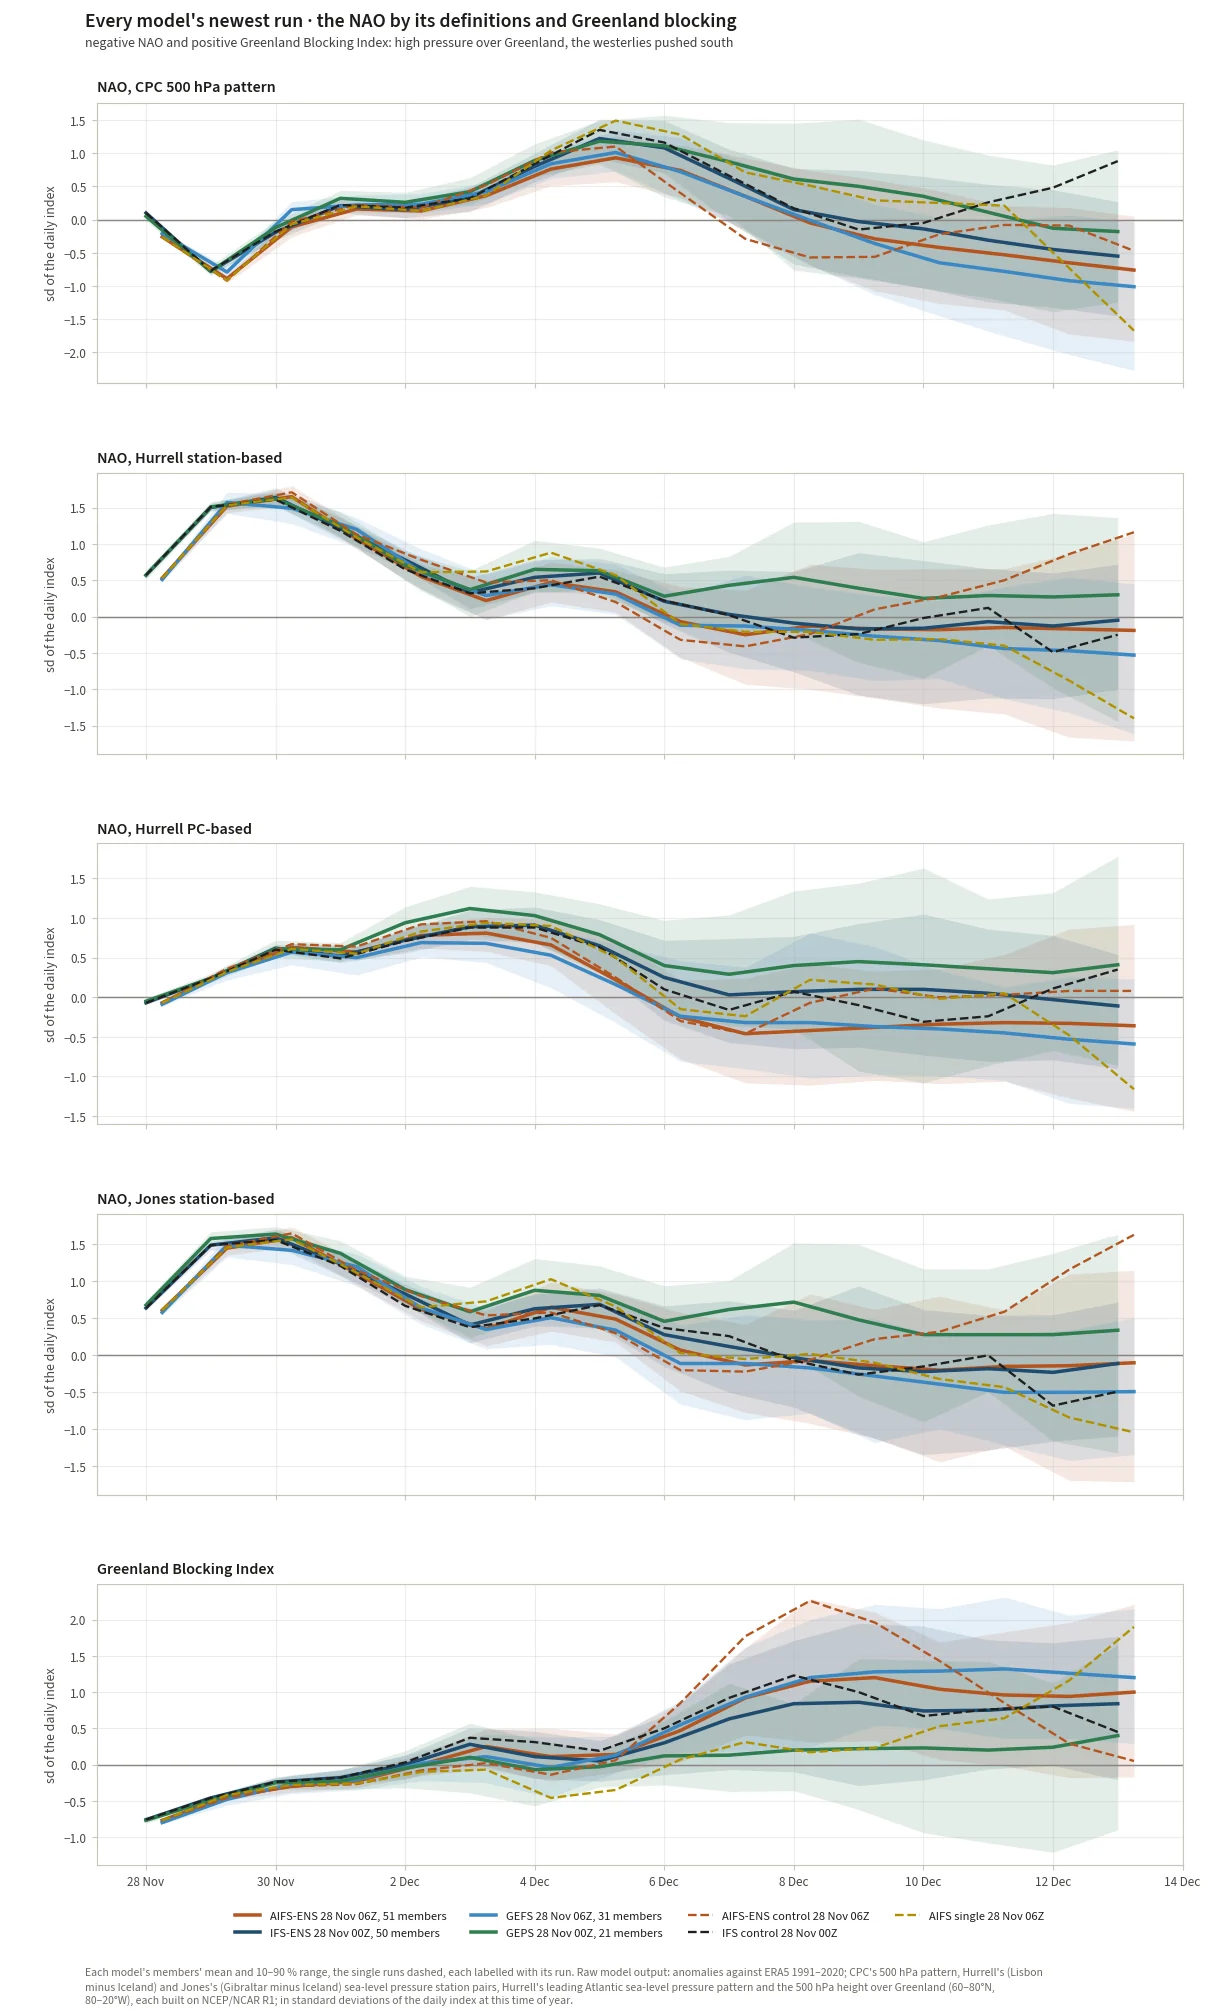 Every model's newest run · the NAO by its definitions and Greenland blocking
negative NAO and positive Greenland Blocking Index: high pressure over Greenland, the westerlies pushed south
NAO, CPC 500 hPa pattern
sd of the daily index
1.5
1.0
0.5
0.0
−0.5
−1.0
−1.5
−2.0
NAO, Hurrell station-based
sd of the daily index
1.5
1.0
0.5
0.0
−0.5
−1.0
−1.5
NAO, Hurrell PC-based
sd of the daily index
1.5
1.0
0.5
0.0
−0.5
−1.0
−1.5
NAO, Jones station-based
sd of the daily index
1.5
1.0
0.5
0.0
−0.5
−1.0
−1.5
Greenland Blocking Index
sd of the daily index
2.0
1.5
1.0
0.5
0.0
−0.5
−1.0
28 Nov 30 Nov 2 Dec 4 Dec 6 Dec 8 Dec 10 Dec 12 Dec 14 Dec
AIFS-ENS 28 Nov 06Z, 51 members GEFS 28 Nov 06Z, 31 members AIFS-ENS control 28 Nov 06Z AIFS single 28 Nov 06Z
IFS-ENS 28 Nov 00Z, 50 members GEPS 28 Nov 00Z, 21 members IFS control 28 Nov 00Z
Each model's members' mean and 10–90 % range, the single runs dashed, each labelled with its run. Raw model output: anomalies against ERA5 1991–2020; CPC's 500 hPa pattern, Hurrell's (Lisbon
minus Iceland) and Jones's (Gibraltar minus Iceland) sea-level pressure station pairs, Hurrell's leading Atlantic sea-level pressure pattern and the 500 hPa height over Greenland (60–80°N,
80–20°W), each built on NCEP/NCAR R1; in standard deviations of the daily index at this time of year.